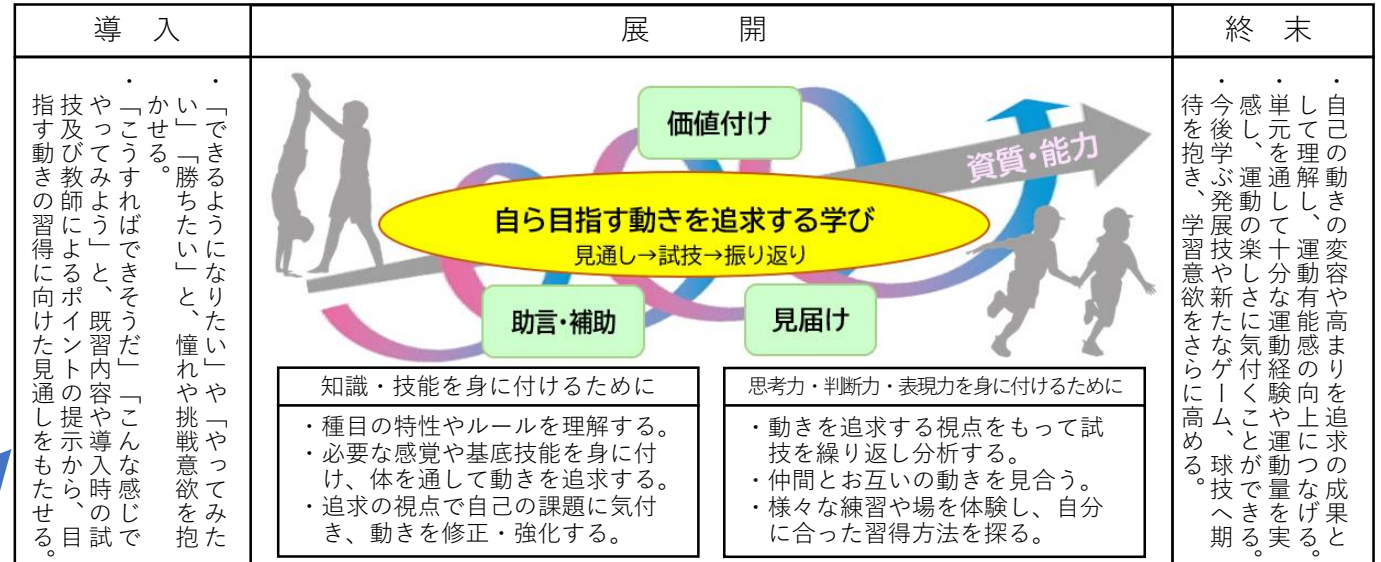 導　入
・「できるようになりたい」や「やってみた
い」「勝ちたい」と、憧れや挑戦意欲を抱
かせる。
・「こうすればできそうだ」「こんな感じで
やってみよう」と、既習内容や導入時の試
技及び教師によるポイントの提示から、目
指す動きの習得に向けた見通しをもたせる。
展　開
価値付け
資質・能力
自ら目指す動きを追求する学び
見通し→試技→振り返り
助言・補助
見届け
知識・技能を身に付けるために
・種目の特性やルールを理解する。
・必要な感覚や基底技能を身に付
け、体を通して動きを追求する。
・追求の視点で自己の課題に気付
き、動きを修正・強化する。
思考力・判断力・表現力を身に付けるために
・動きを追求する視点をもって試
技を繰り返し分析する。
・仲間とお互いの動きを見合う。
・様々な練習や場を体験し、自分
に合った習得方法を探る。
終　末
・自己の動きの変容や高まりを追求の成果と
して理解し、運動有能感の向上につなげる。
・単元を通して十分な運動経験や運動量を実
感し、運動の楽しさに気付くことができる。
・今後学ぶ発展技や新たなゲーム、球技へ期
待を抱き、学習意欲をさらに高める。